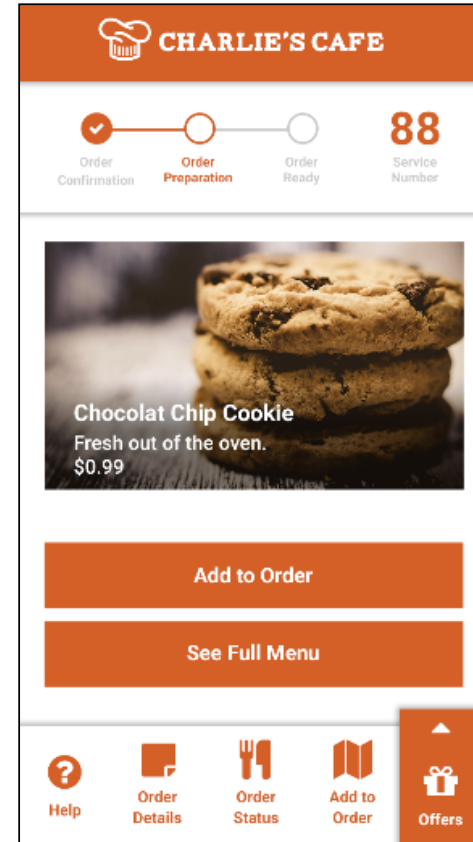 CHARLIE'S CAFE
Order
Confirmation
Order
Preparation
Order
Ready
88
Service
Number
Chocolat Chip Cookie
Fresh out of the oven.
$0.99
Add to Order
See Full Menu
?
Help
Order
Details
Order
Status
Add to
Order
Offers